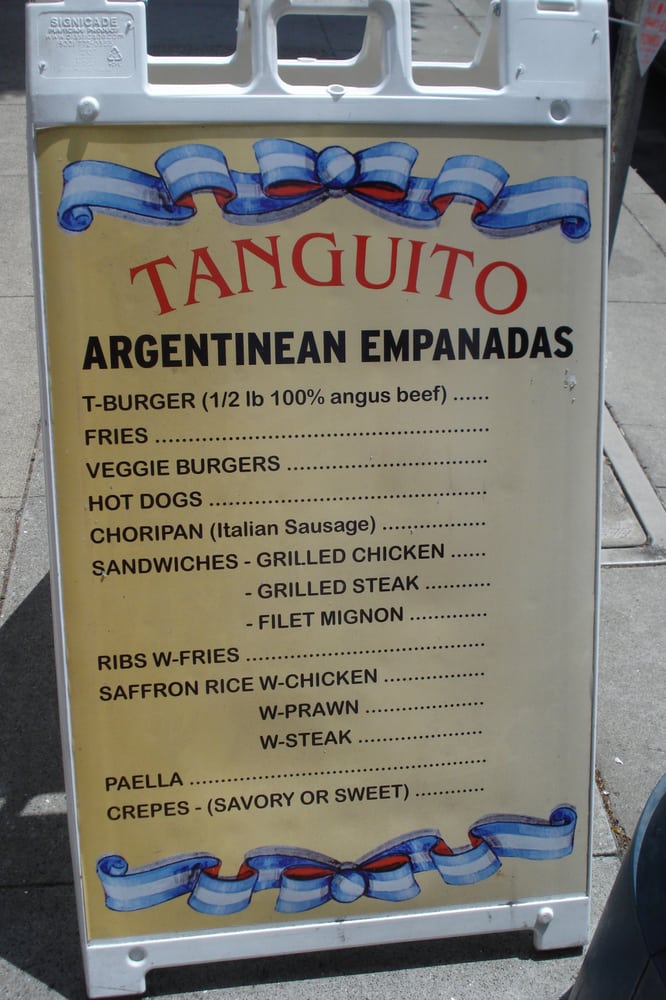 SIGNICADE
TANGUITO
ARGENTINEAN EMPANADAS
T-BURGER (1/2 lb 100% angus beef) ......
FRIES ......................................................
VEGGIE BURGERS ................................
HOT DOGS ............................................
CHORIPAN (Italian Sausage) .................
SANDWICHES - GRILLED CHICKEN ......
- GRILLED STEAK ...........
- FILET MIGNON .............
RIBS W-FRIES ........................................
SAFFRON RICE W-CHICKEN .................
W-PRAWN ....................
W-STEAK .....................
PAELLA ..................................................
CREPES - (SAVORY OR SWEET) ............